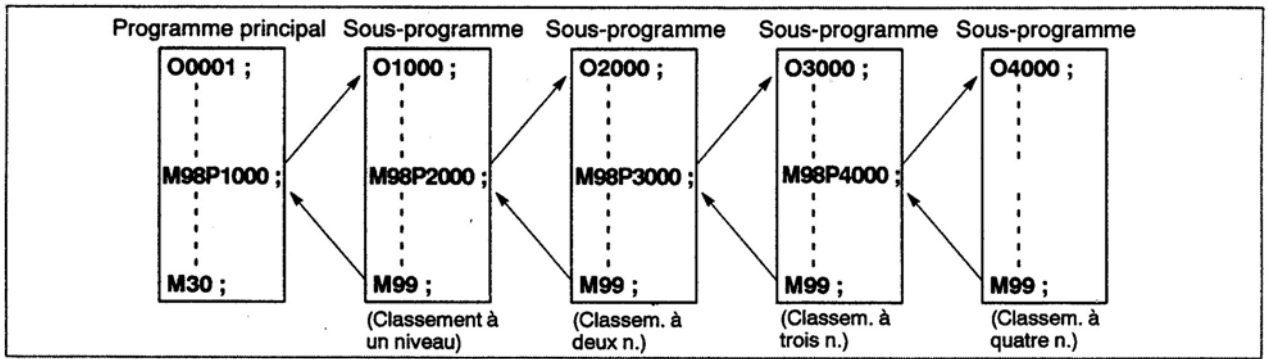 Programme principal Sous-programme Sous-programme Sous-programme Sous-programme
O0001 ; O1000 ; O2000 ; O3000 ; O4000 ;
M98P1000 ; M98P2000 ; M98P3000 ; M98P4000 ;
M30 ; M99 ; M99 ; M99 ; M99 ;
(Classement à (Classem. à (Classem. à (Classem. à
un niveau) deux n.) trois n.) quatre n.)